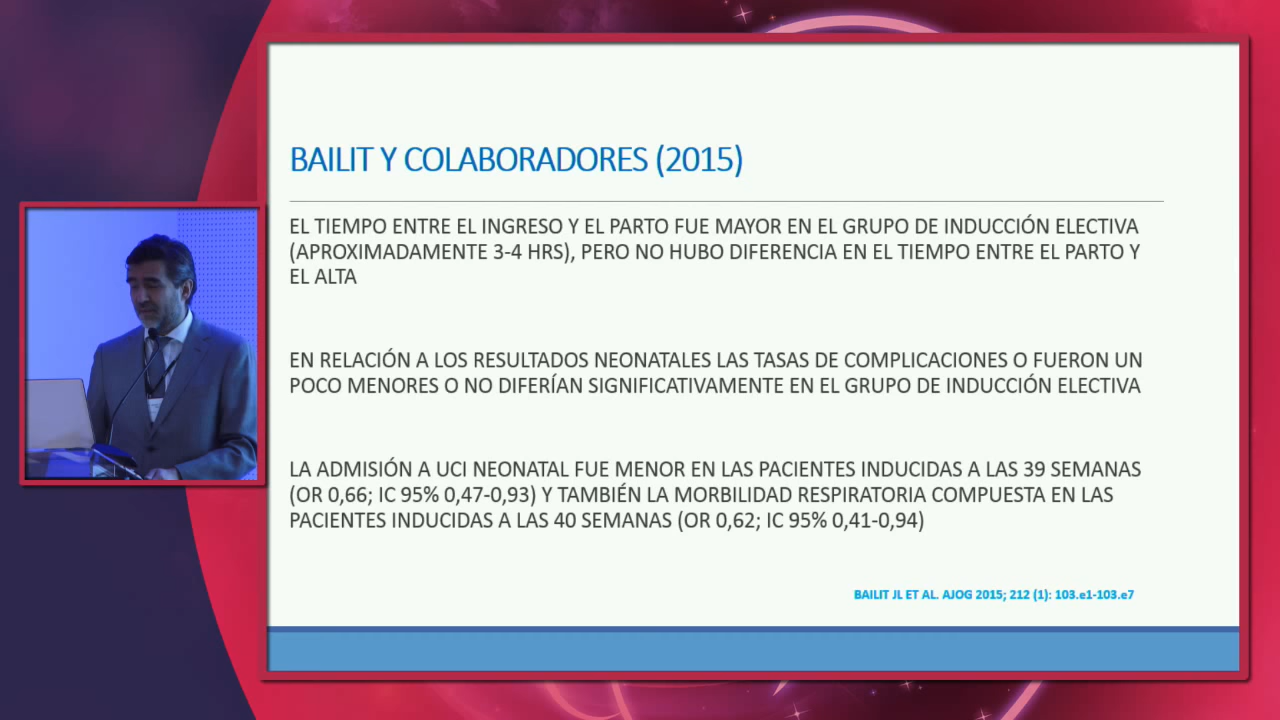 BAILIT Y COLABORADORES (2015)
EL TIEMPO ENTRE EL INGRESO Y EL PARTO FUE MAYOR EN EL GRUPO DE INDUCCIÓN ELECTIVA
(APROXIMADAMENTE 3-4 HRS), PERO NO HUBO DIFERENCIA EN EL TIEMPO ENTRE EL PARTO Y
EL ALTA
EN RELACIÓN A LOS RESULTADOS NEONATALES LAS TASAS DE COMPLICACIONES O FUERON UN
POCO MENORES O NO DIFERÍAN SIGNIFICATIVAMENTE EN EL GRUPO DE INDUCCIÓN ELECTIVA
LA ADMISIÓN A UCI NEONATAL FUE MENOR EN LAS PACIENTES INDUCIDAS A LAS 39 SEMANAS
(OR 0,66; IC 95% 0,47-0,93) Y TAMBIÉN LA MORBILIDAD RESPIRATORIA COMPUESTA EN LAS
PACIENTES INDUCIDAS A LAS 40 SEMANAS (OR 0,62; IC 95% 0,41-0,94)
BAILIT JL ET AL. AJOG 2015; 212 (1): 103.e1-103.e7